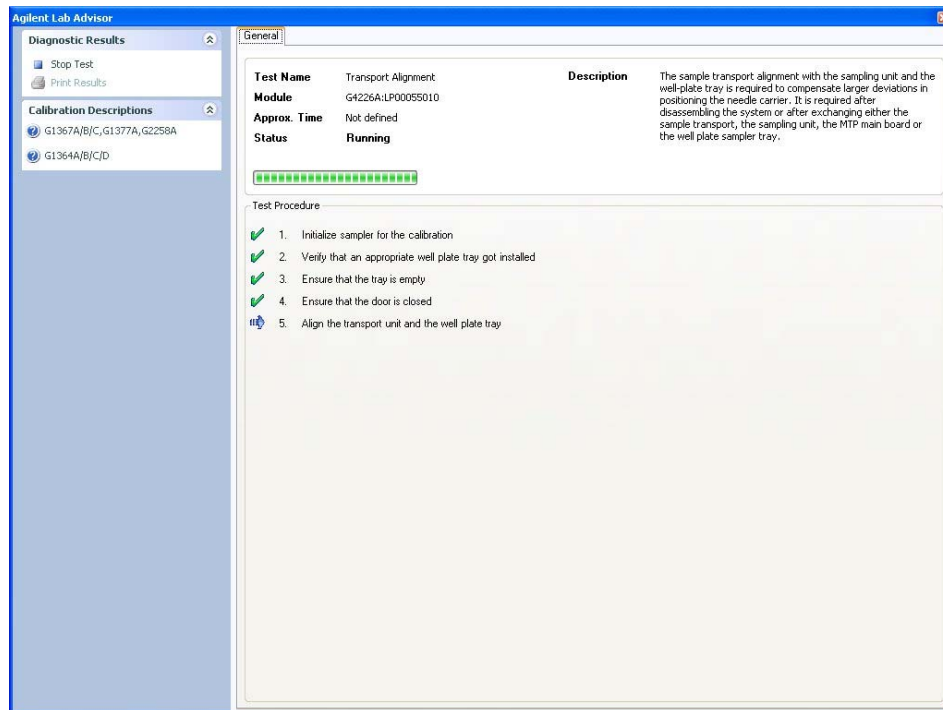 Agilent Lab Advisor
Diagnostic Results
Stop Test
Print Results
Calibration Descriptions
G1367A/B/C,G1377A,G2258A
G1364A/B/C/D
General
Test Name Transport Alignment
Module G4226A:LP00055010
Approx. Time Not defined
Status Running
Description The sample transport alignment with the sampling unit and the
well-plate tray is required to compensate larger deviations in
positioning the needle carrier. It is required after
disassembling the system or after exchanging either the
sample transport, the sampling unit, the MTP main board or
the well plate sampler tray.
Test Procedure
1. Initialize sampler for the calibration
2. Verify that an appropriate well plate tray got installed
3. Ensure that the tray is empty
4. Ensure that the door is closed
5. Align the transport unit and the well plate tray